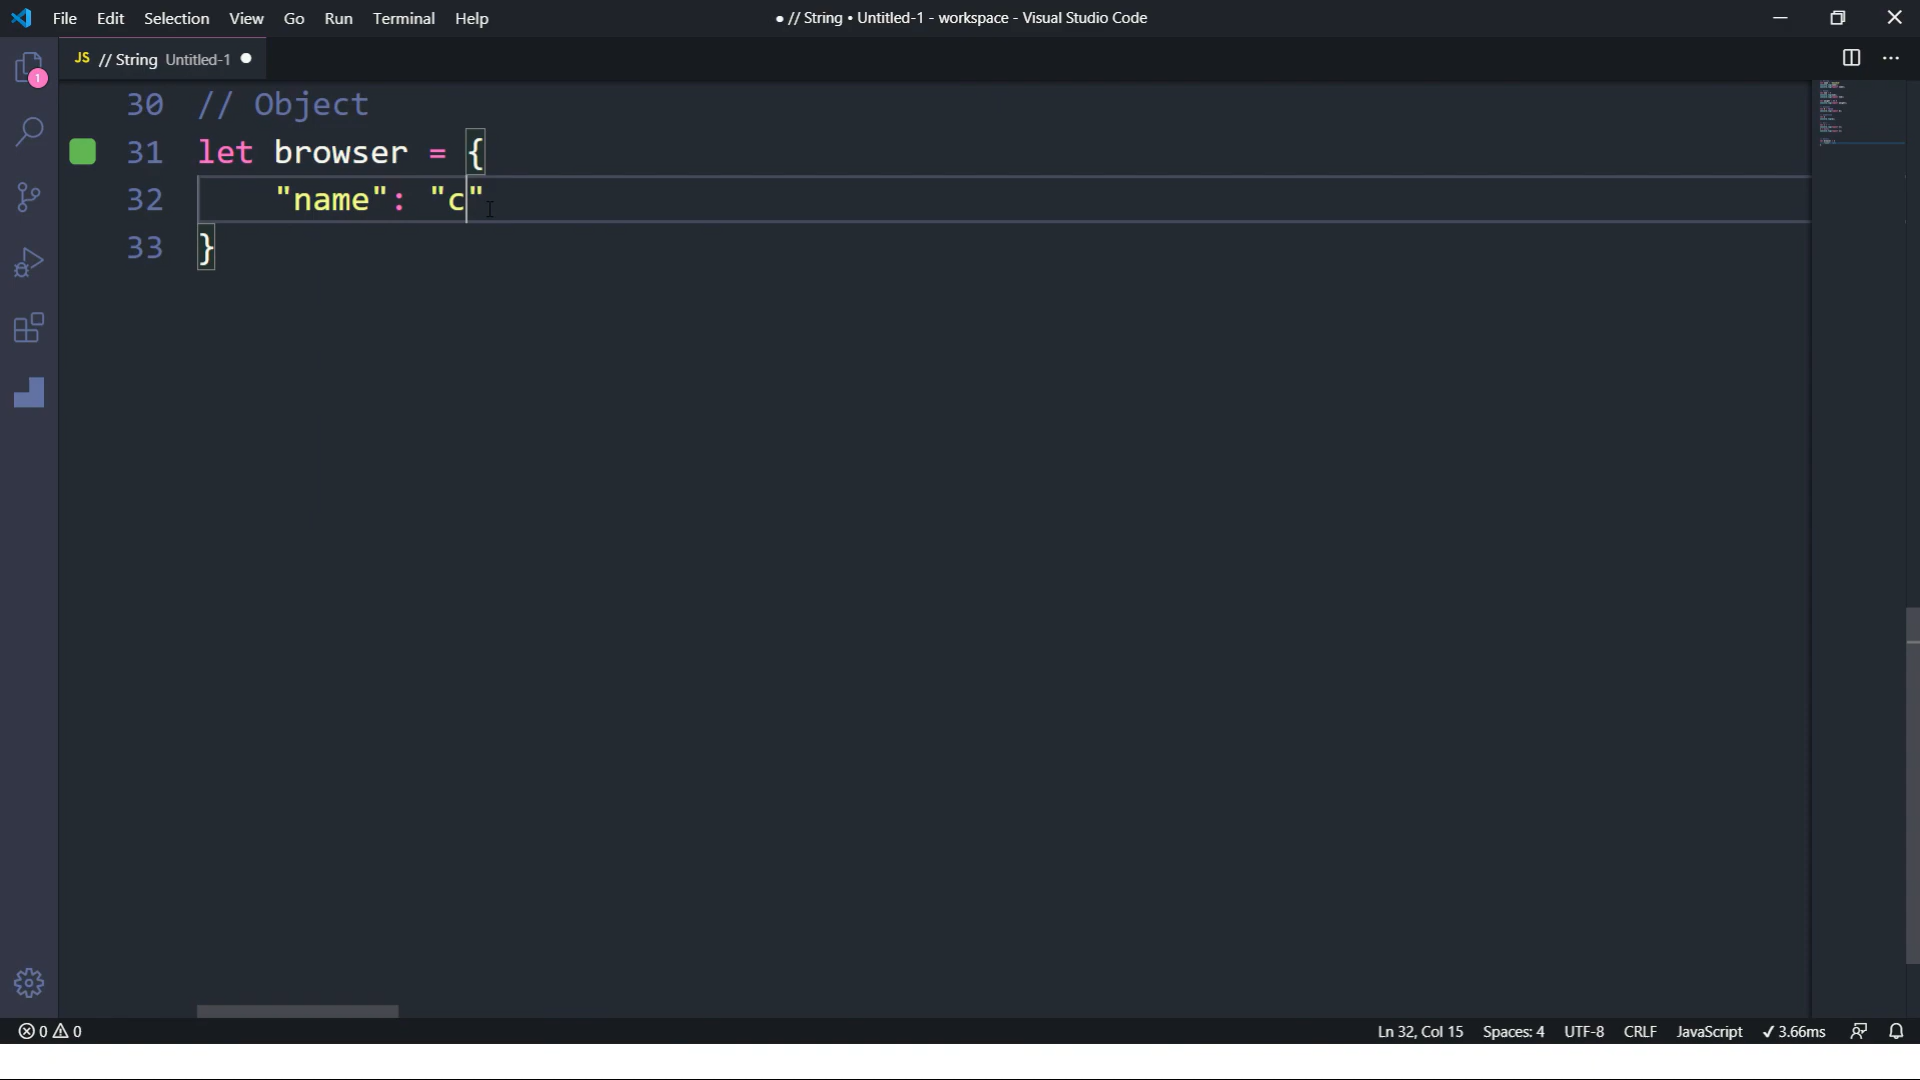 File Edit Selection View Go Run Terminal Help
● // String • Untitled-1 - workspace - Visual Studio Code
1
JS // String Untitled-1
30 // Object
31 let browser = {
32 "name": "c"
33 }
0 0
Ln 32, Col 15 Spaces: 4 UTF-8 CRLF JavaScript ✓ 3.66ms